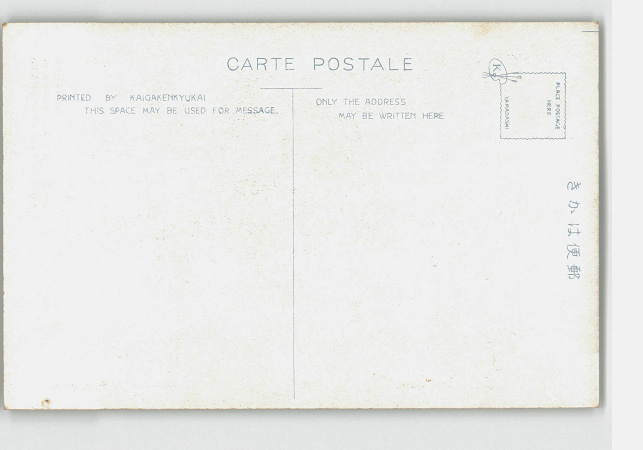 CARTE POSTALE
PRINTED BY KAIGAKENKYUKAI
THIS SPACE MAY BE USED FOR MESSAGE.
ONLY THE ADDRESS
MAY BE WRITTEN HERE
K
PLACE POSTAGE
HERE
YAMADASHI
きかは便郵